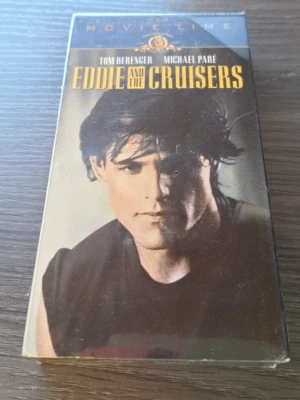 MOVIE TIME
TOM BERENGER MICHAEL PARÉ
EDDIE AND THE CRUISERS